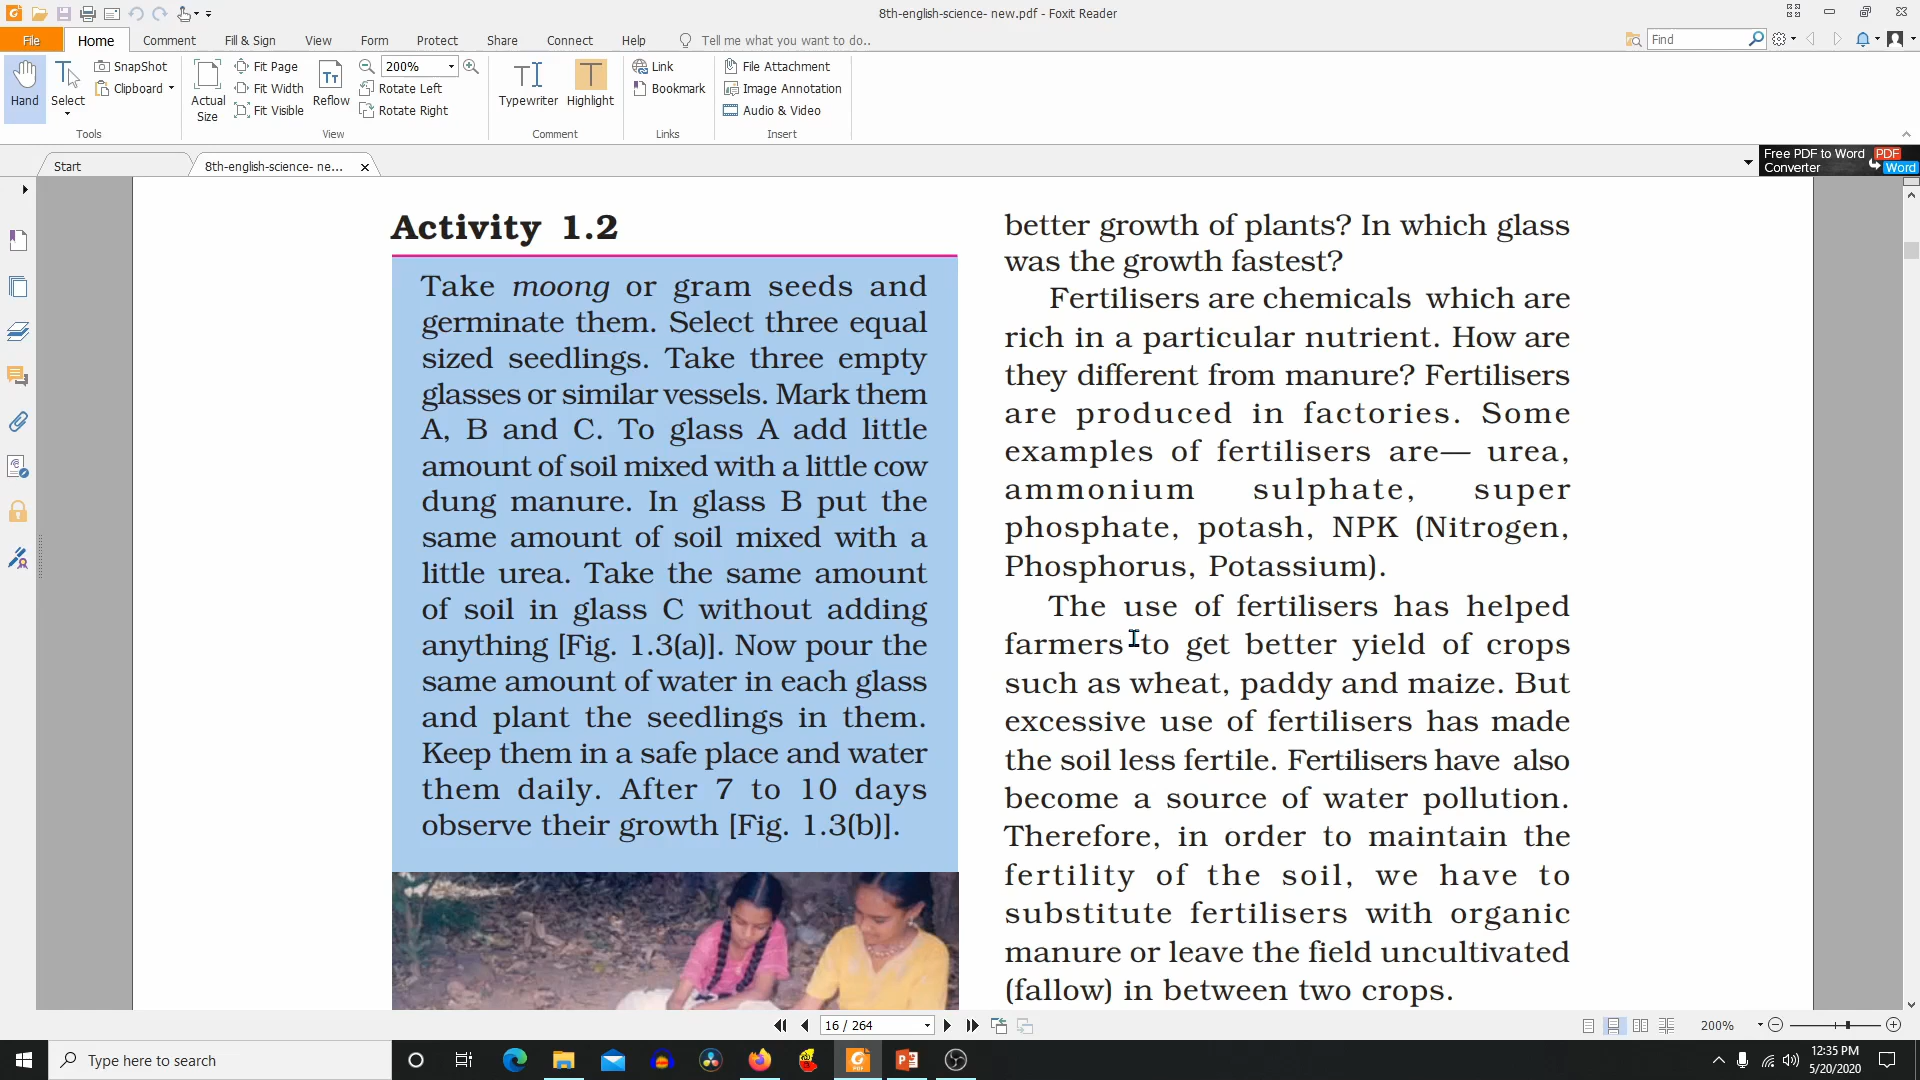 8th-english-science- new.pdf - Foxit Reader
File
Home
Comment
Fill & Sign
View
Form
Protect
Share
Connect
Help
Tell me what you want to do..
Find
Hand
Select
SnapShot
Clipboard
Tools
Actual
Size
Fit Page
Fit Width
Fit Visible
Reflow
200%
Rotate Left
Rotate Right
View
Typewriter
Highlight
Comment
Link
Bookmark
Links
File Attachment
Image Annotation
Audio & Video
Insert
Start
8th-english-science- ne...
Free PDF to Word
Converter
PDF
Word
Activity 1.2
Take moong or gram seeds and
germinate them. Select three equal
sized seedlings. Take three empty
glasses or similar vessels. Mark them
A, B and C. To glass A add little
amount of soil mixed with a little cow
dung manure. In glass B put the
same amount of soil mixed with a
little urea. Take the same amount
of soil in glass C without adding
anything [Fig. 1.3(a)]. Now pour the
same amount of water in each glass
and plant the seedlings in them.
Keep them in a safe place and water
them daily. After 7 to 10 days
observe their growth [Fig. 1.3(b)].
better growth of plants? In which glass
was the growth fastest?
Fertilisers are chemicals which are
rich in a particular nutrient. How are
they different from manure? Fertilisers
are produced in factories. Some
examples of fertilisers are— urea,
ammonium sulphate, super
phosphate, potash, NPK (Nitrogen,
Phosphorus, Potassium).
The use of fertilisers has helped
farmers to get better yield of crops
such as wheat, paddy and maize. But
excessive use of fertilisers has made
the soil less fertile. Fertilisers have also
become a source of water pollution.
Therefore, in order to maintain the
fertility of the soil, we have to
substitute fertilisers with organic
manure or leave the field uncultivated
(fallow) in between two crops.
16 / 264
200%
Type here to search
12:35 PM
5/20/2020